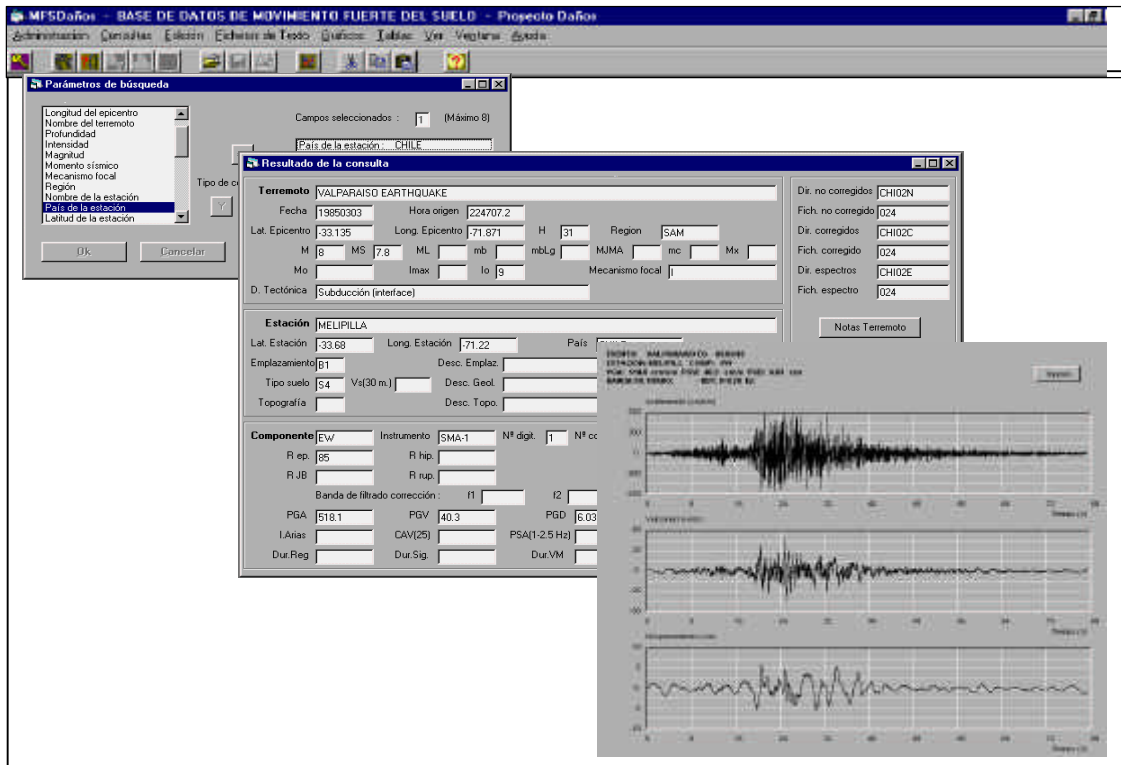 MFSDaños - BASE DE DATOS DE MOVIMIENTO FUERTE DEL SUELO - Proyecto Daños
Administracion Consultas Edición Ficheros de Texto Gráficos Tablas Ver Ventana Ayuda
Parámetros de búsqueda
Longitud del epicentro
Nombre del terremoto
Profundidad
Intensidad
Magnitud
Momento sísmico
Mecanismo focal
Región
Nombre de la estación
País de la estación
Latitud de la estación
Campos seleccionados : 1 (Máximo 8)
País de la estación : CHILE
Tipo de
Y
Ok Cancelar
Resultado de la consulta
Terremoto VALPARAISO EARTHQUAKE
Fecha 19850303 Hora origen 224707.2
Lat. Epicentro -33.135 Long. Epicentro -71.871 H 31 Region SAM
M 8 MS 7.8 ML mb mbLg MJMA mc Mx
Mo Imax Io 9 Mecanismo focal I
D. Tectónica Subducción (interface)
Dir. no corregidos CHI02N
Fich. no corregido 024
Dir. corregidos CHI02C
Fich. corregido 024
Dir. espectros CHI02E
Fich. espectro 024
Notas Terremoto
Estación MELIPILLA
Lat. Estación -33.68 Long. Estación -71.22 País
Emplazamiento B1 Desc. Emplaz.
Tipo suelo S4 Vs(30 m.) Desc. Geol.
Topografía Desc. Topo.
Componente EW Instrumento SMA-1 Nº digit. 1 Nº
R ep. 85 R hip.
R JB R rup.
Banda de filtrado corrección : f1 f2
PGA 518.1 PGV 40.3 PGD 6.03
I.Arias CAV(25) PSA(1-2.5 Hz)
Dur.Reg Dur.Sig. Dur.VM